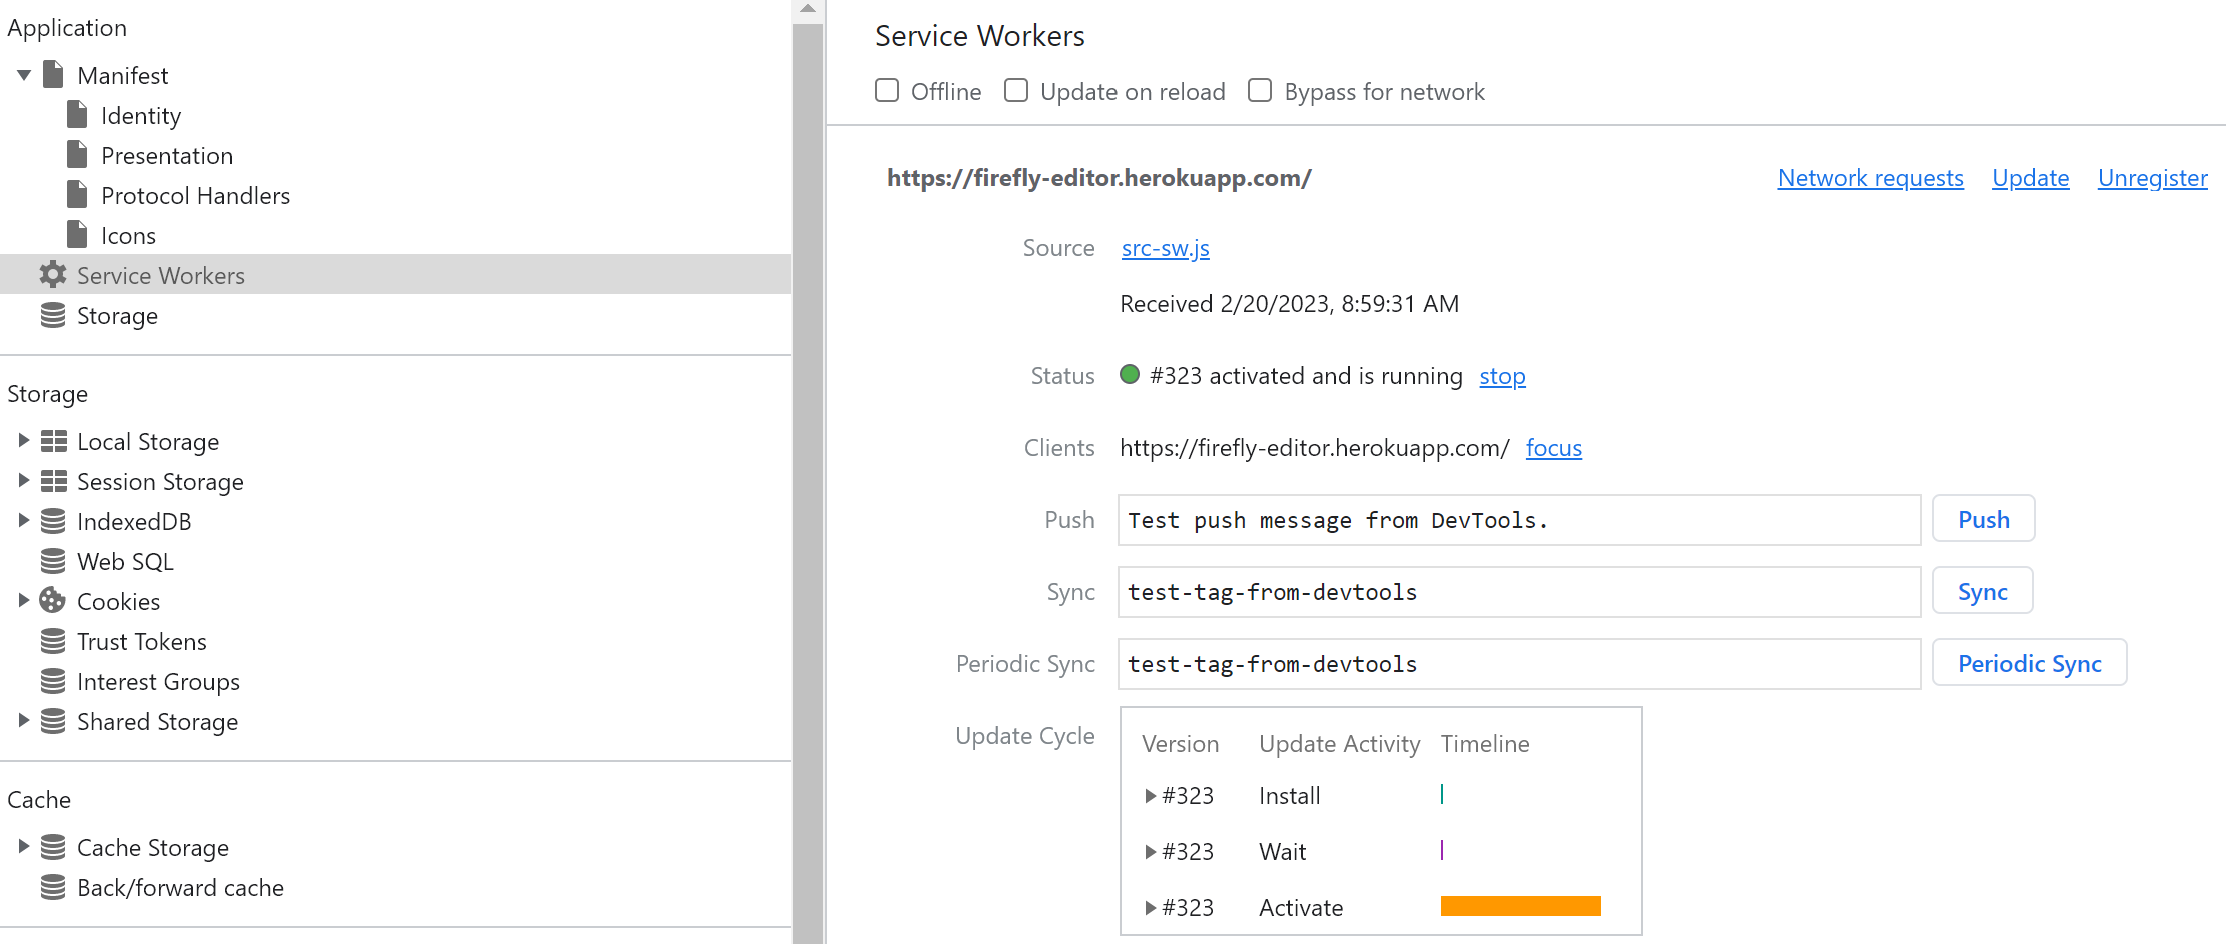 Application
Manifest
Identity
Presentation
Protocol Handlers
Icons
Service Workers
Storage
Storage
Local Storage
Session Storage
IndexedDB
Web SQL
Cookies
Trust Tokens
Interest Groups
Shared Storage
Cache
Cache Storage
Back/forward cache
Service Workers
Offline Update on reload Bypass for network
https://firefly-editor.herokuapp.com/ Network requests Update Unregister
Source src-sw.js
Received 2/20/2023, 8:59:31 AM
Status #323 activated and is running stop
Clients https://firefly-editor.herokuapp.com/ focus
Push Test push message from DevTools. Push
Sync test-tag-from-devtools Sync
Periodic Sync test-tag-from-devtools Periodic Sync
Update Cycle Version Update Activity Timeline
#323 Install
#323 Wait
#323 Activate